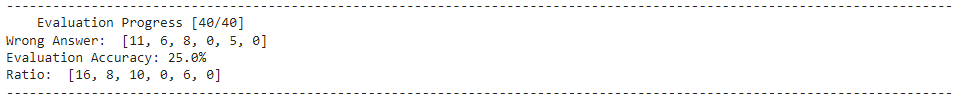 Evaluation Progress [40/40]
Wrong Answer:  [11, 6, 8, 0, 5, 0]
Evaluation Accuracy: 25.0%
Ratio:  [16, 8, 10, 0, 6, 0]